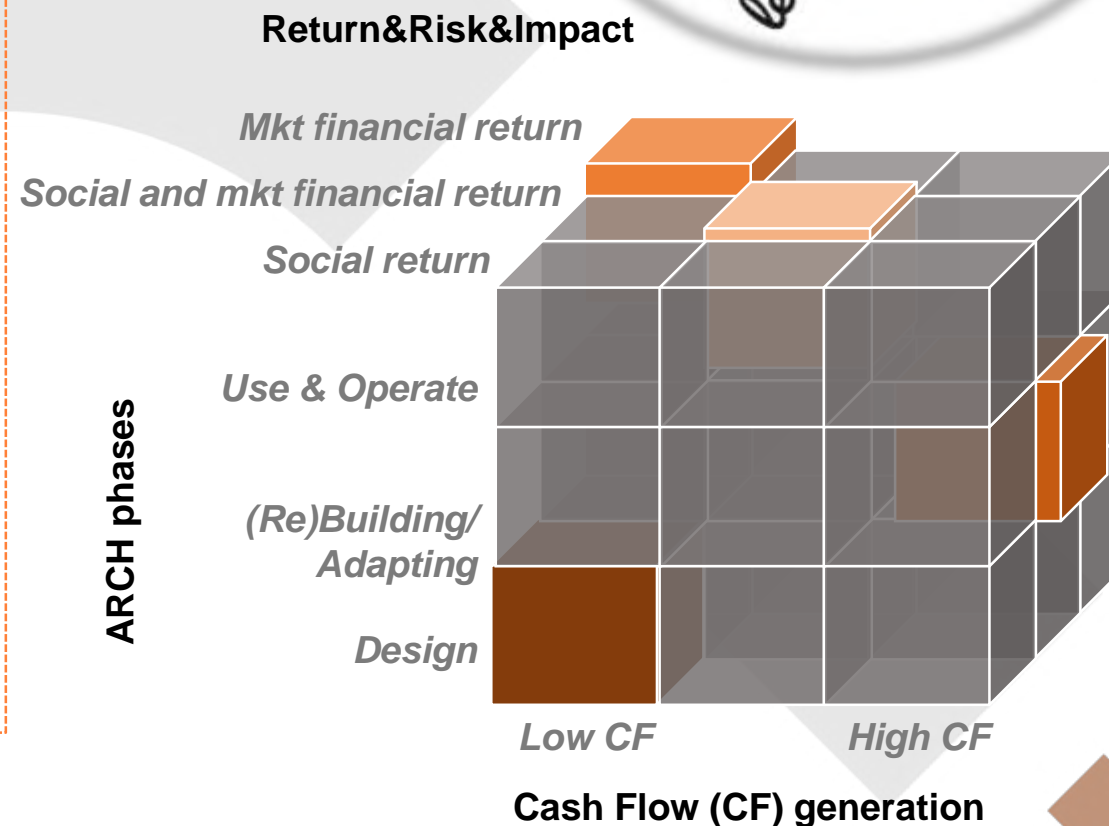 Return&Risk&Impact
Mkt financial return
Social and mkt financial return
Social return
Use & Operate
ARCH phases
(Re)Building/
Adapting
Design
Low CF
High CF
Cash Flow (CF) generation